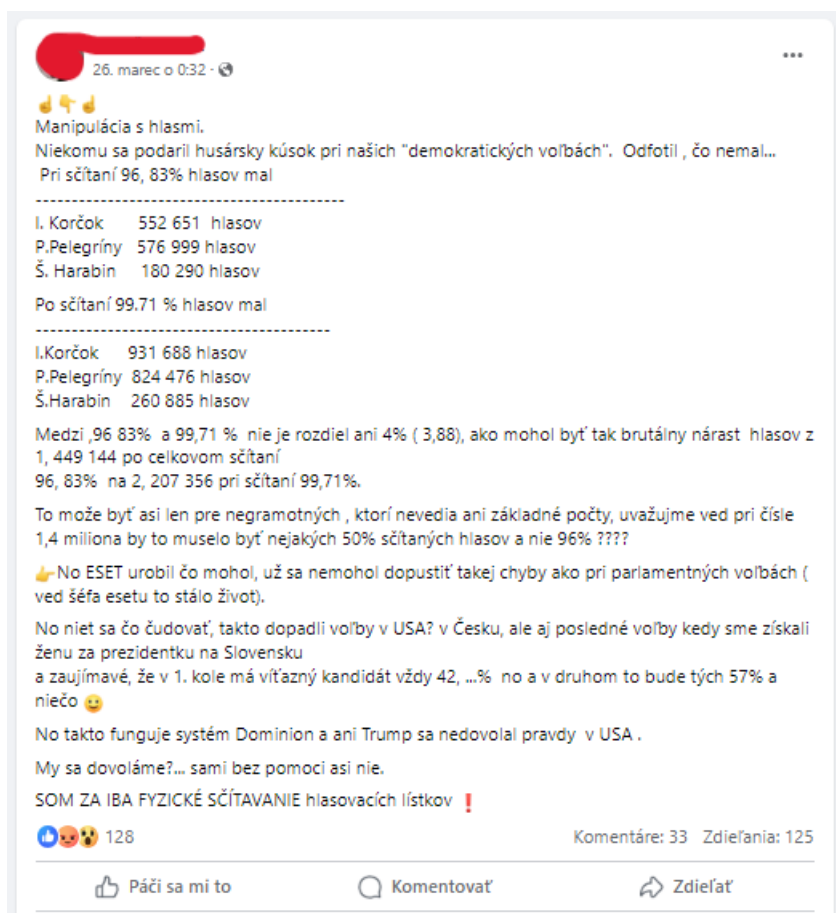 26. marec o 0:32 ·
Manipulácia s hlasmi.
Niekomu sa podaril husársky kúsok pri našich "demokratických voľbách". Odfotil , čo nemal...
Pri sčítaní 96, 83% hlasov mal
-------------------------------------------
I. Korčok 552 651 hlasov
P.Pelegríny 576 999 hlasov
Š. Harabin 180 290 hlasov
Po sčítaní 99.71 % hlasov mal
-----------------------------------------
I.Korčok 931 688 hlasov
P.Pelegríny 824 476 hlasov
Š.Harabin 260 885 hlasov
Medzi ,96 83% a 99,71 % nie je rozdiel ani 4% ( 3,88), ako mohol byť tak brutálny nárast hlasov z
1, 449 144 po celkovom sčítaní
96, 83% na 2, 207 356 pri sčítaní 99,71%.
To može byť asi len pre negramotných , ktorí nevedia ani základné počty, uvažujme ved pri čísle
1,4 miliona by to muselo byť nejakých 50% sčítaných hlasov a nie 96% ????
👉No ESET urobil čo mohol, už sa nemohol dopustiť takej chyby ako pri parlamentných voľbách (
ved šéfa esetu to stálo život).
No niet sa čo čudovať, takto dopadli voľby v USA? v Česku, ale aj posledné voľby kedy sme získali
ženu za prezidentku na Slovensku
a zaujímavé, že v 1. kole má víťazný kandidát vždy 42, ...% no a v druhom to bude tých 57% a
niečo 😀
No takto funguje systém Dominion a ani Trump sa nedovolal pravdy v USA .
My sa dovoláme?... sami bez pomoci asi nie.
SOM ZA IBA FYZICKÉ SČÍTAVANIE hlasovacích lístkov ❗
128 Komentáre: 33 Zdieľania: 125
Páči sa mi to Komentovať Zdieľať